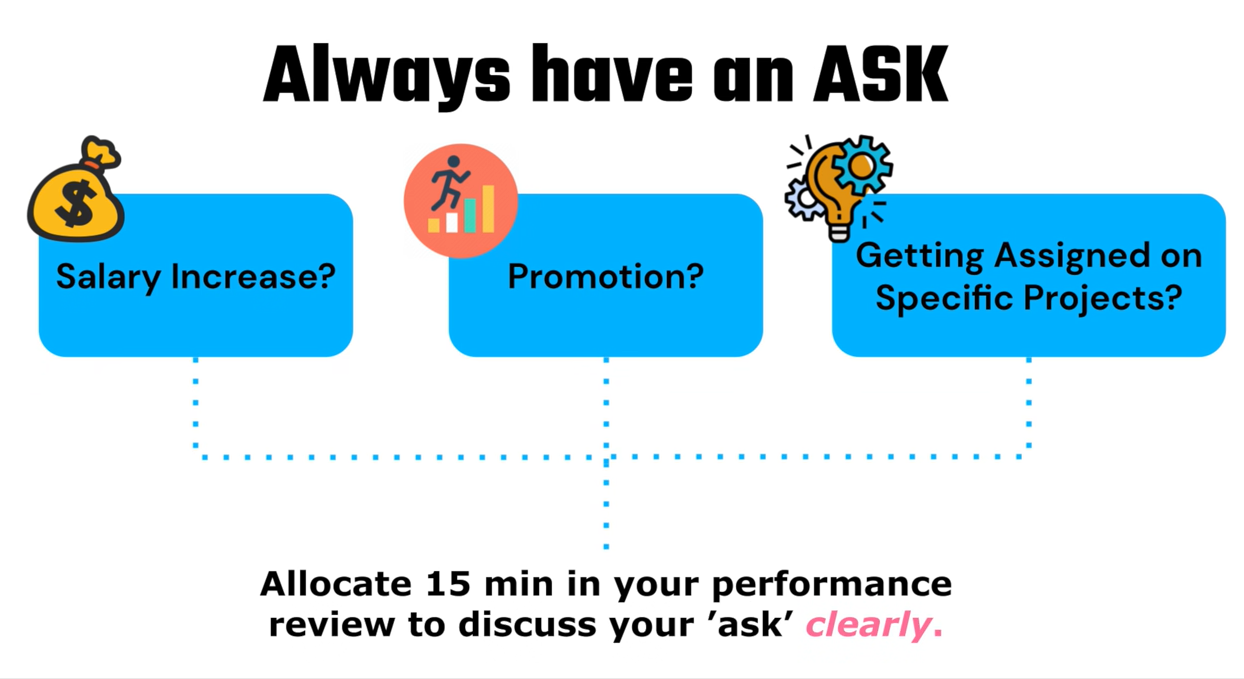 Always have an ASK
$
Salary Increase?
Promotion?
Getting Assigned on
Specific Projects?
Allocate 15 min in your performance
review to discuss your ’ask’ clearly.